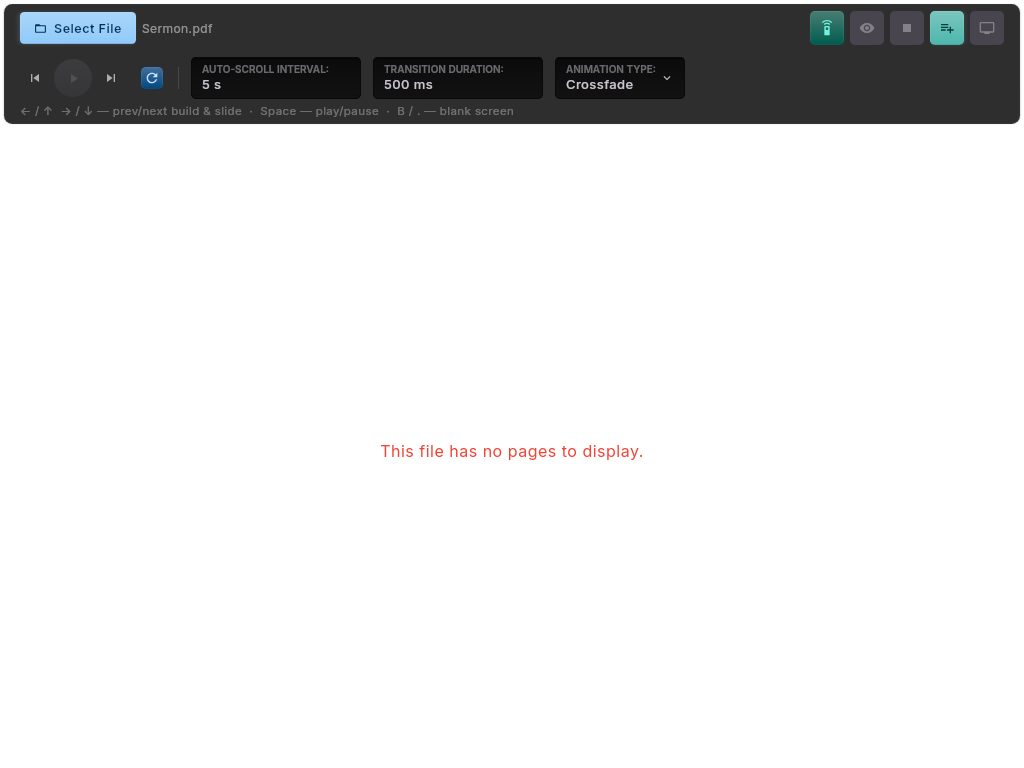 Select File
Sermon.pdf
AUTO-SCROLL INTERVAL:
5 s
TRANSITION DURATION:
500 ms
ANIMATION TYPE:
Crossfade
← / ↑ → / ↓ — prev/next build & slide · Space — play/pause · B / . — blank screen
This file has no pages to display.